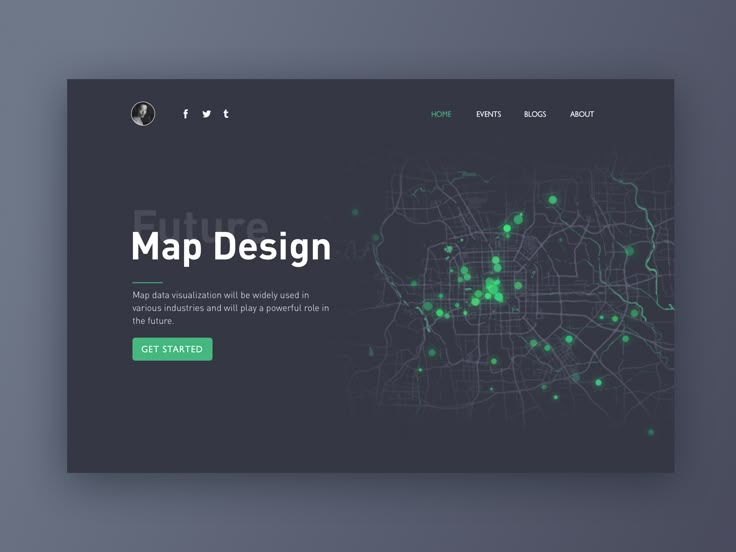 HOME EVENTS BLOGS ABOUT
Future
Map Design
Map data visualization will be widely used in
various industries and will play a powerful role in
the future.
GET STARTED